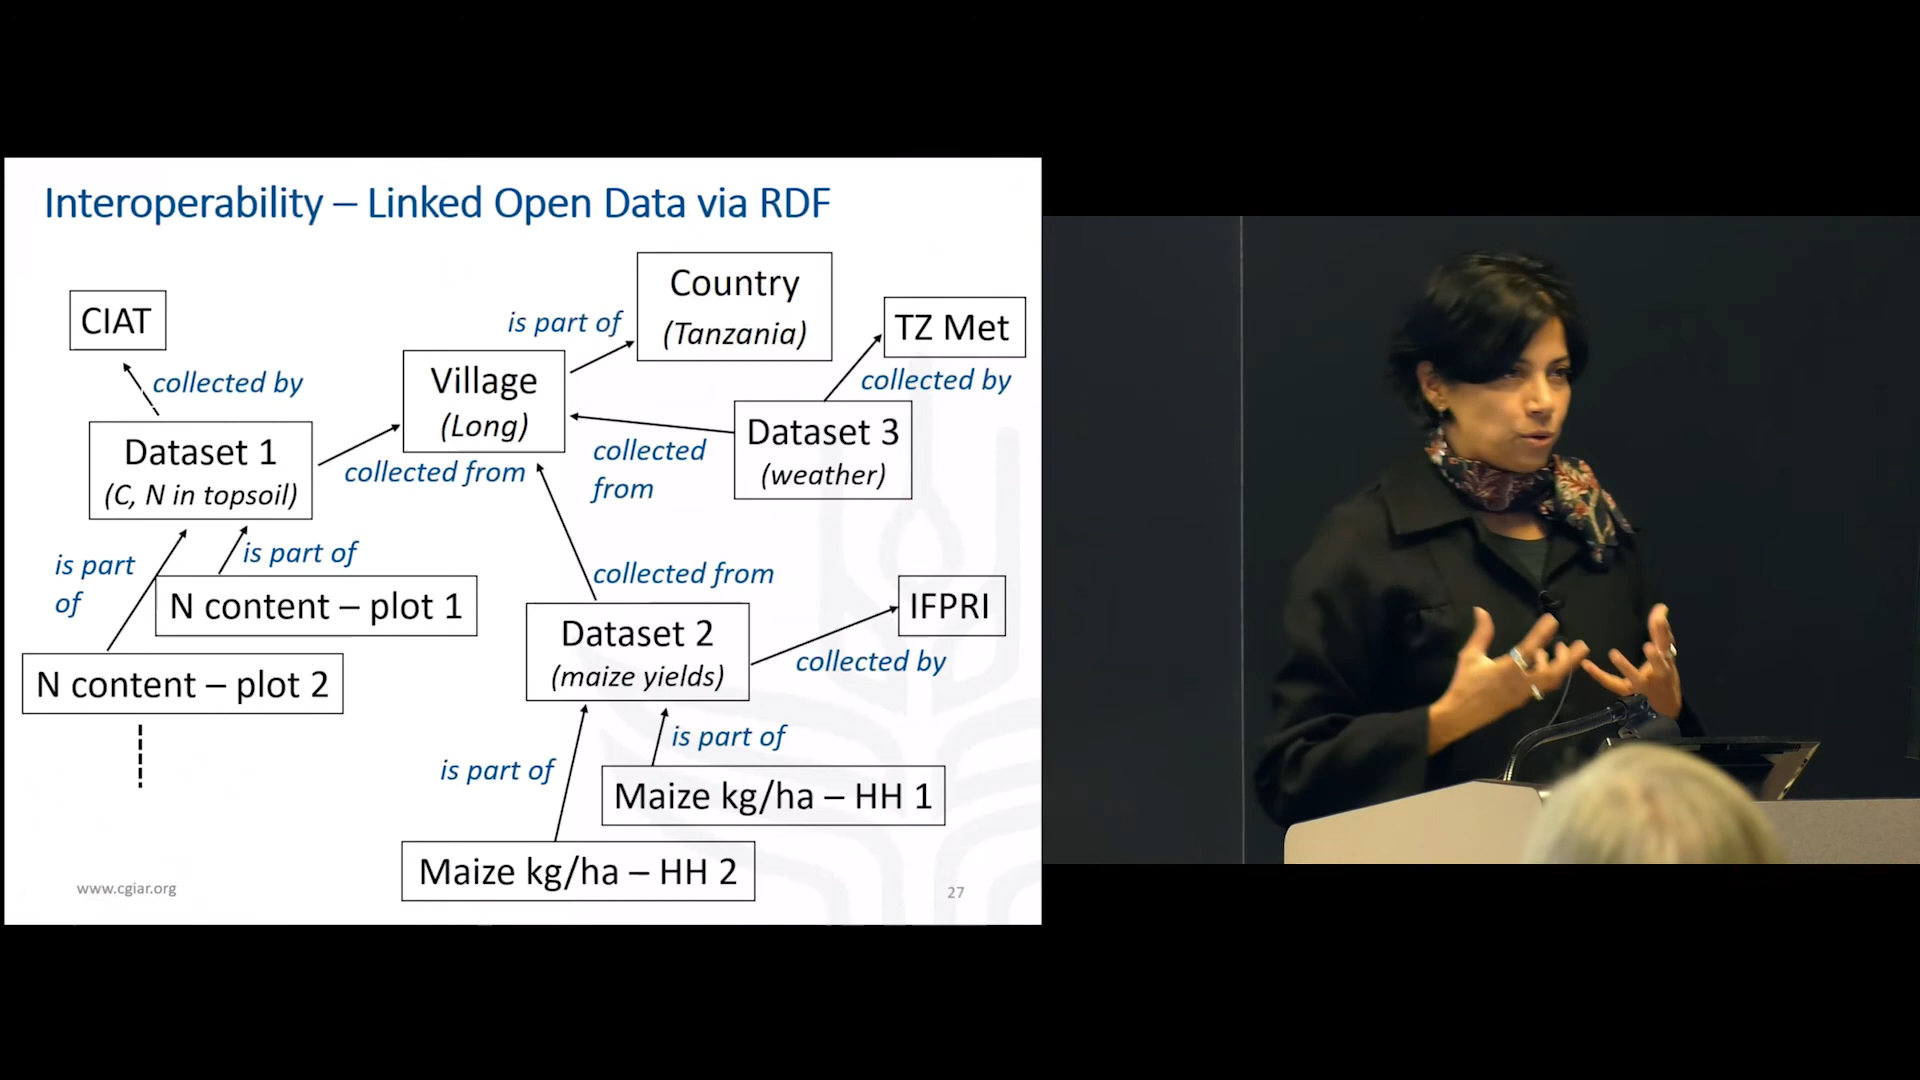 Interoperability – Linked Open Data via RDF
CIAT
collected by
Dataset 1
(C, N in topsoil)
is part
of
is part of
N content – plot 1
N content – plot 2
collected from
Village
(Long)
is part of
Country
(Tanzania)
TZ Met
collected by
Dataset 3
(weather)
collected
from
collected from
Dataset 2
(maize yields)
IFPRI
collected by
is part of
is part of
Maize kg/ha – HH 1
Maize kg/ha – HH 2
www.cgiar.org
27